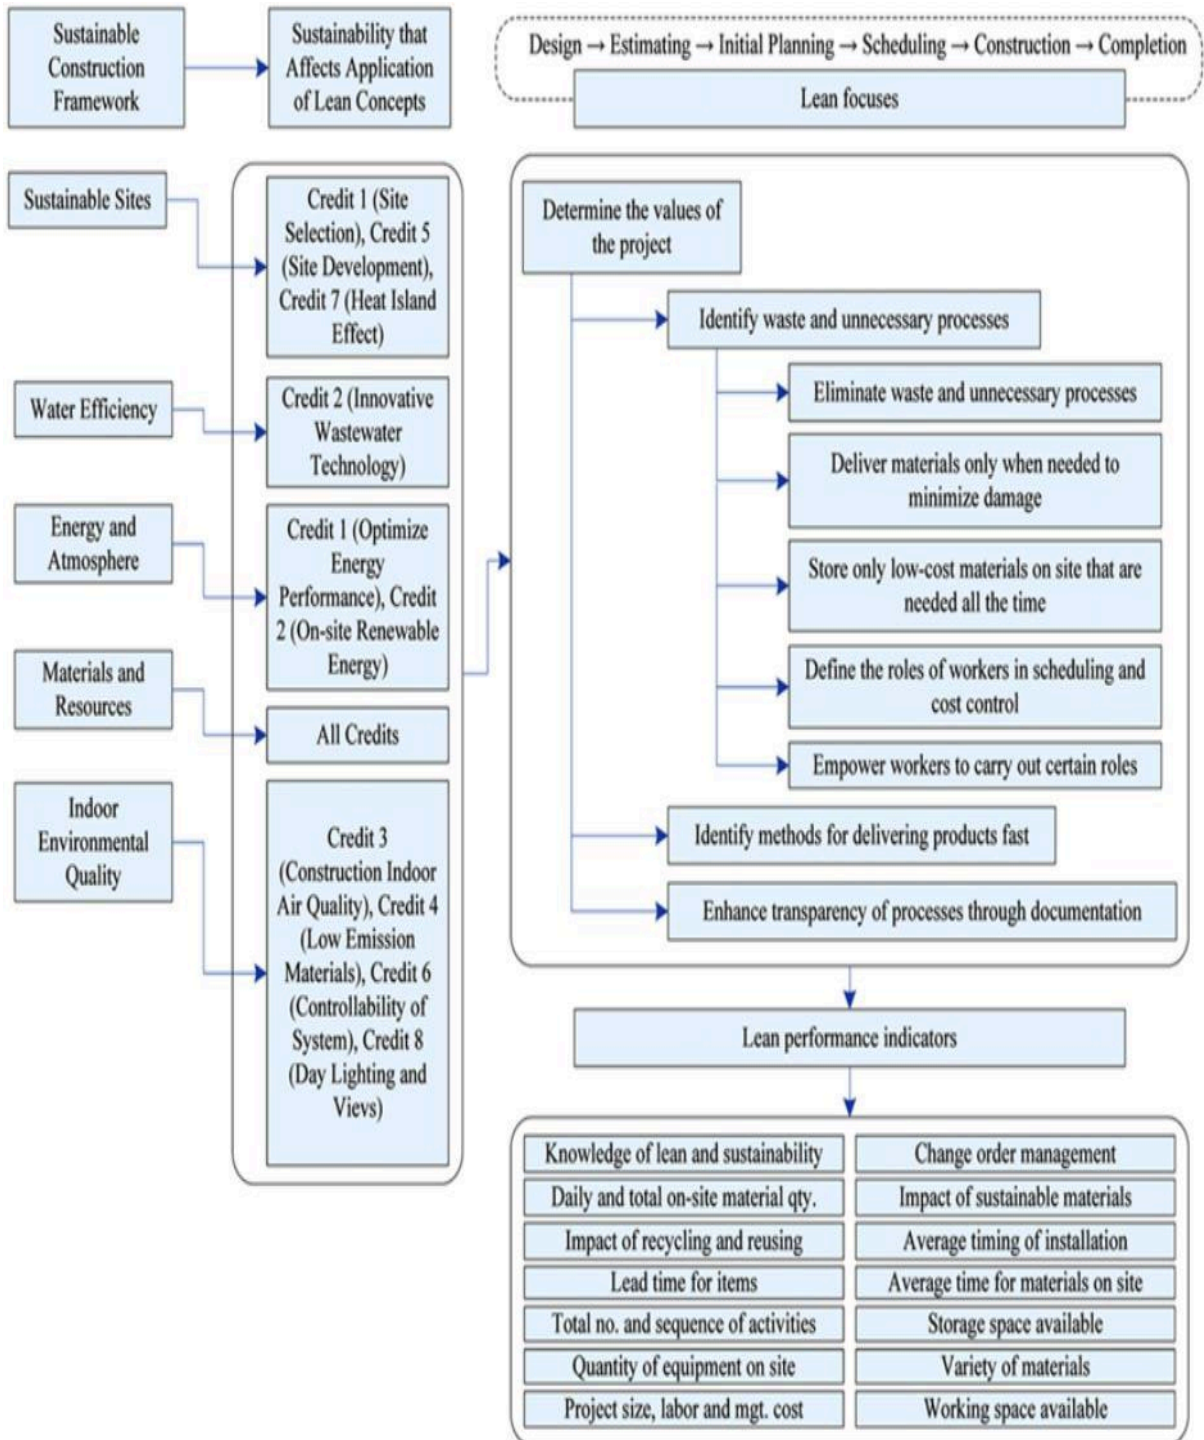 Sustainable
Construction
Framework
Sustainability that
Affects Application
of Lean Concepts
Design → Estimating → Initial Planning → Scheduling → Construction → Completion
Lean focuses
Sustainable Sites
Credit 1 (Site
Selection), Credit 5
(Site Development),
Credit 7 (Heat Island
Effect)
Water Efficiency
Credit 2 (Innovative
Wastewater
Technology)
Energy and
Atmosphere
Credit 1 (Optimize
Energy
Performance), Credit
2 (On-site Renewable
Energy)
Materials and
Resources
All Credits
Indoor
Environmental
Quality
Credit 3
(Construction Indoor
Air Quality), Credit 4
(Low Emission
Materials), Credit 6
(Controllability of
System), Credit 8
(Day Lighting and
Vievs)
Determine the values of
the project
Identify waste and unnecessary processes
Eliminate waste and unnecessary processes
Deliver materials only when needed to
minimize damage
Store only low-cost materials on site that are
needed all the time
Define the roles of workers in scheduling and
cost control
Empower workers to carry out certain roles
Identify methods for delivering products fast
Enhance transparency of processes through documentation
Lean performance indicators
Knowledge of lean and sustainability
Change order management
Daily and total on-site material qty.
Impact of sustainable materials
Impact of recycling and reusing
Average timing of installation
Lead time for items
Average time for materials on site
Total no. and sequence of activities
Storage space available
Quantity of equipment on site
Variety of materials
Project size, labor and mgt. cost
Working space available